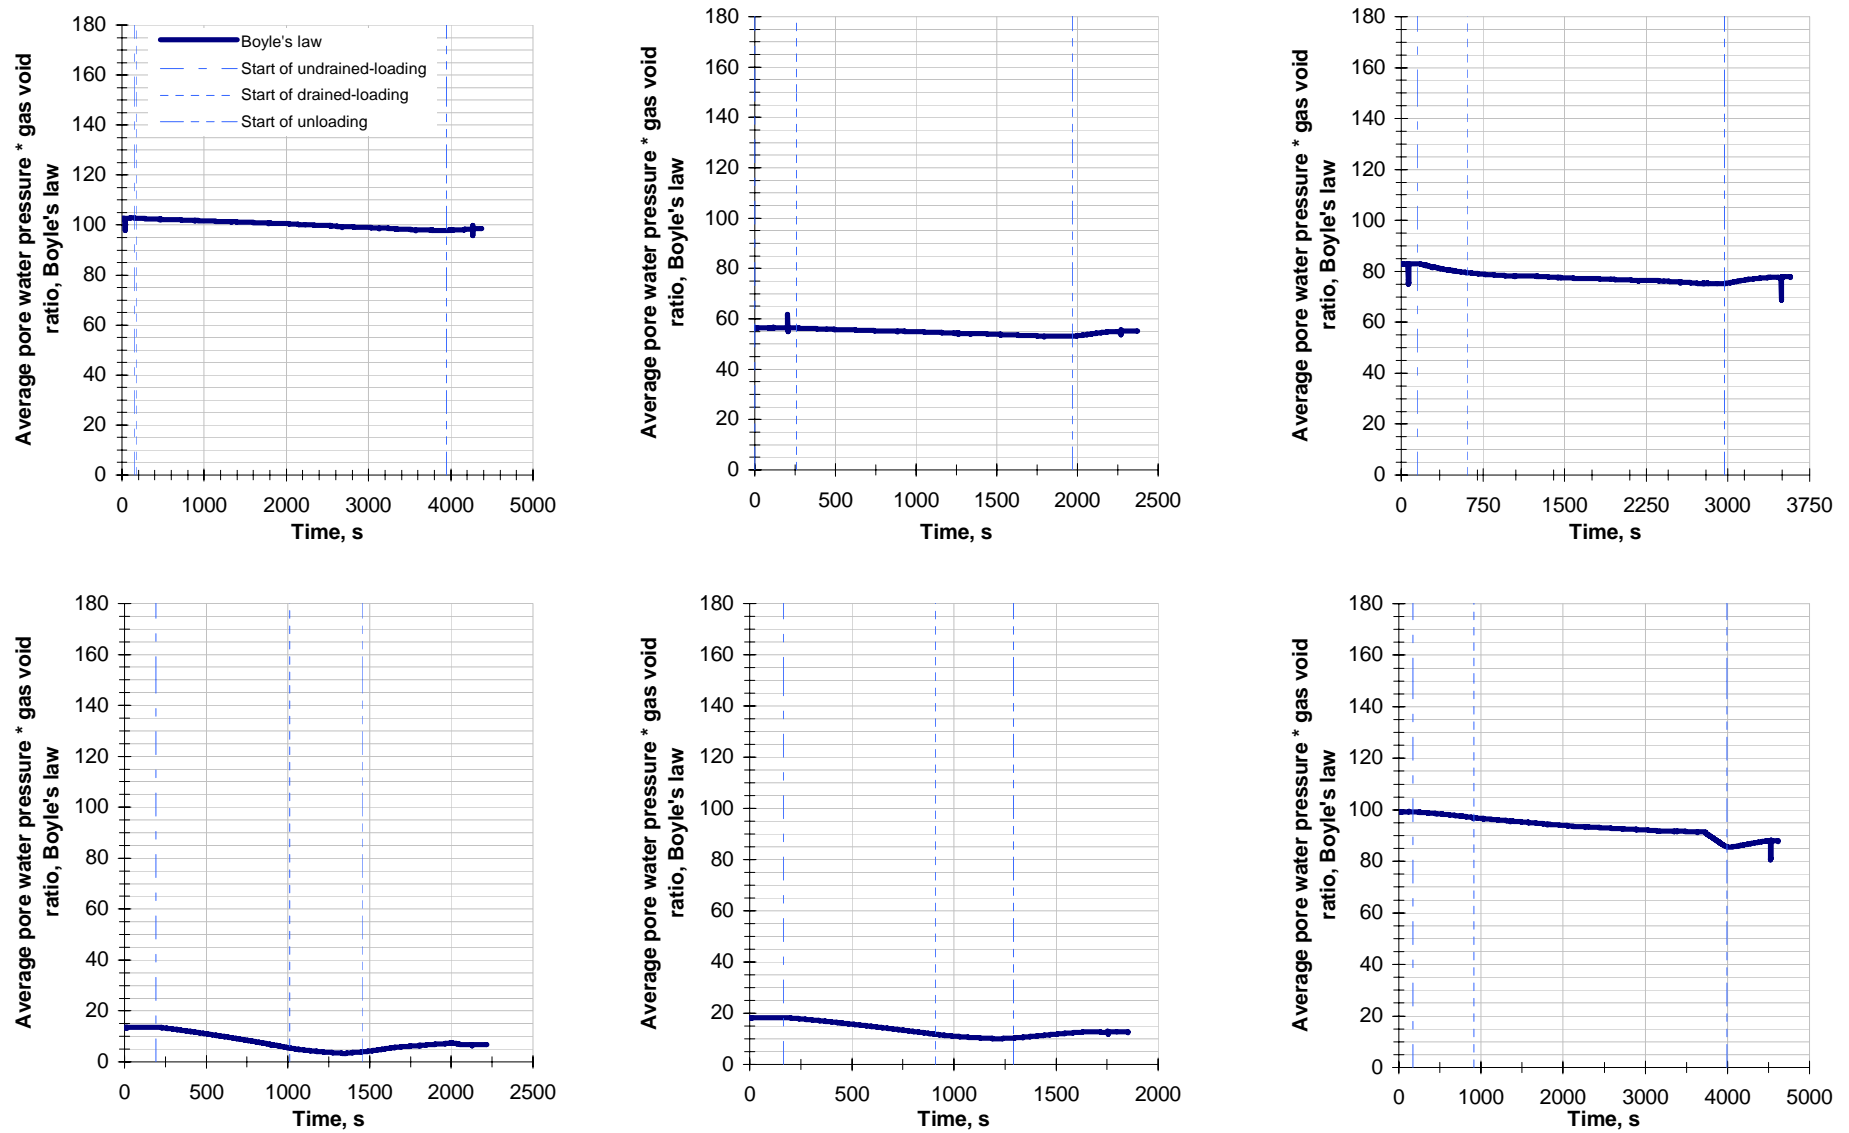 Average pore water pressure * gas void
ratio, Boyle's law
180
160
140
120
100
80
60
40
20
0
Boyle's law
Start of undrained-loading
Start of drained-loading
Start of unloading
0 1000 2000 3000 4000 5000
Time, s
Average pore water pressure * gas void
ratio, Boyle's law
180
160
140
120
100
80
60
40
20
0
0 500 1000 1500 2000 2500
Time, s
Average pore water pressure * gas void
ratio, Boyle's law
180
160
140
120
100
80
60
40
20
0
0 750 1500 2250 3000 3750
Time, s
Average pore water pressure * gas void
ratio, Boyle's law
180
160
140
120
100
80
60
40
20
0
0 500 1000 1500 2000 2500
Time, s
Average pore water pressure * gas void
ratio, Boyle's law
180
160
140
120
100
80
60
40
20
0
0 500 1000 1500 2000
Time, s
Average pore water pressure * gas void
ratio, Boyle's law
180
160
140
120
100
80
60
40
20
0
0 1000 2000 3000 4000 5000
Time, s